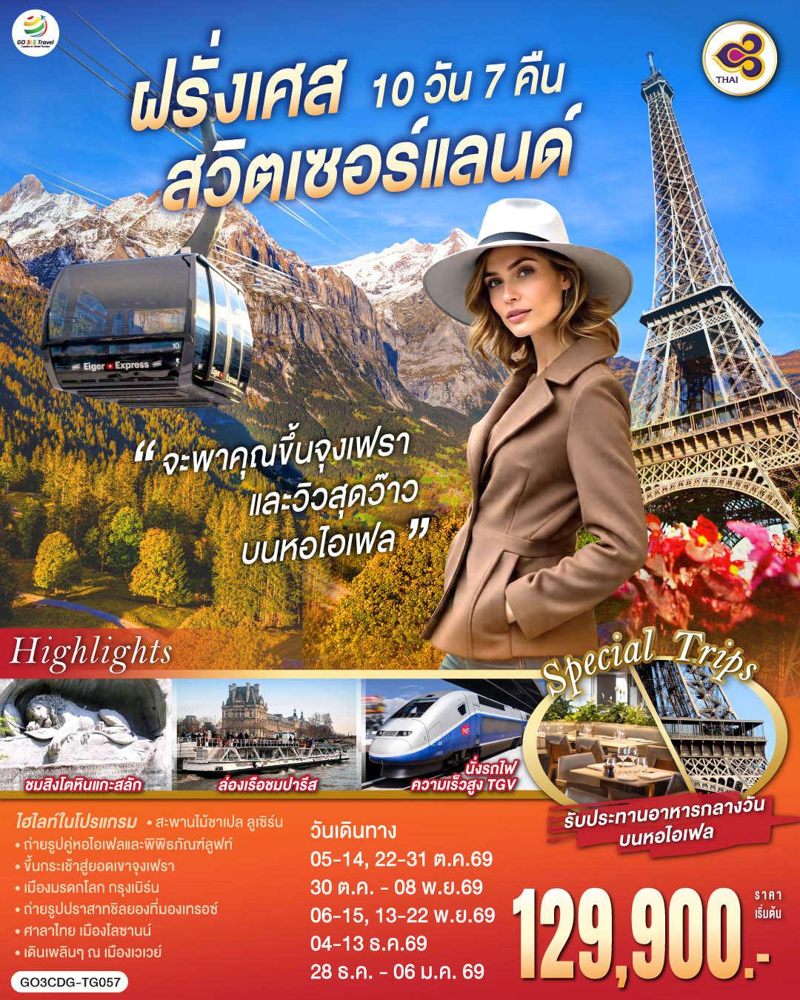 GO 365 Travel
Leaders in Global Tourism
THAI
ฝรั่งเศส 10 วัน 7 คืน
สวิตเซอร์แลนด์
10
Eiger Express
Eiger Express
“ จะพาคุณขึ้นจุงเฟรา
และวิวสุดว๊าว
บนหอไอเฟล ”
Highlights
Special Trips
ชมสิงโตหินแกะสลัก
ล่องเรือชมปารีส
นั่งรถไฟ
ความเร็วสูง TGV
รับประทานอาหารกลางวัน
บนหอไอเฟล
ไฮไลท์ในโปรแกรม • สะพานไม้ชาเปล ลูเซิร์น
• ถ่ายรูปคู่หอไอเฟลและพิพิธภัณฑ์ลูฟท์
• ขึ้นกระเช้าสู่ยอดเขาจุงเฟรา
• เมืองมรดกโลก กรุงเบิร์น
• ถ่ายรูปปราสาทชิลยองที่มองเทรอซ์
• ศาลาไทย เมืองโลซานน์
• เดินเพลินๆ ณ เมืองเวเวย์
GO3CDG-TG057
วันเดินทาง
05-14, 22-31 ต.ค.69
30 ต.ค. - 08 พ.ย.69
06-15, 13-22 พ.ย.69
04-13 ธ.ค.69
28 ธ.ค. - 06 ม.ค. 69
ราคา
เริ่มต้น
129,900.-